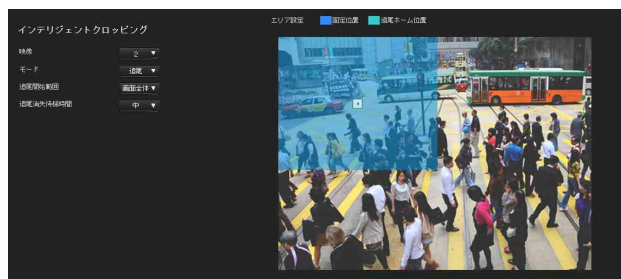 インテリジェントクロッピング
映像 2 ▼
モード 追尾 ▼
追尾開始範囲 画面全体 ▼
追尾消失待機時間 中 ▼
エリア設定 固定位置 追尾ホーム位置